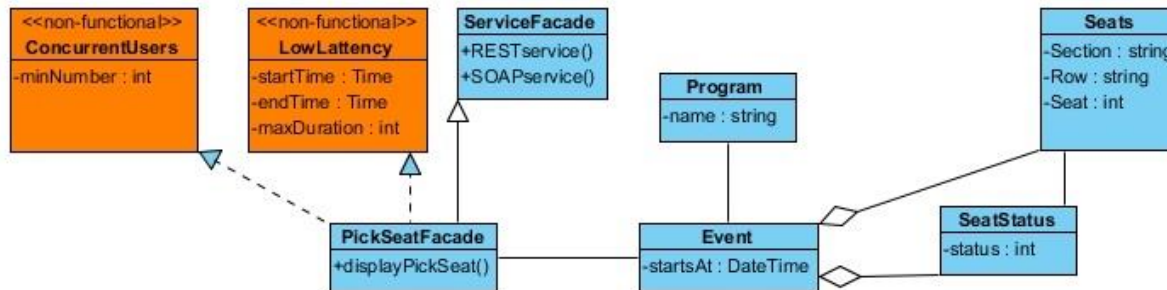 <<non-functional>>
ConcurrentUsers
-minNumber : int
<<non-functional>>
LowLattency
-startTime : Time
-endTime : Time
-maxDuration : int
ServiceFacade
+RESTservice()
+SOAPservice()
Program
-name : string
Seats
-Section : string
-Row : string
-Seat : int
PickSeatFacade
+displayPickSeat()
Event
-startsAt : DateTime
SeatStatus
-status : int